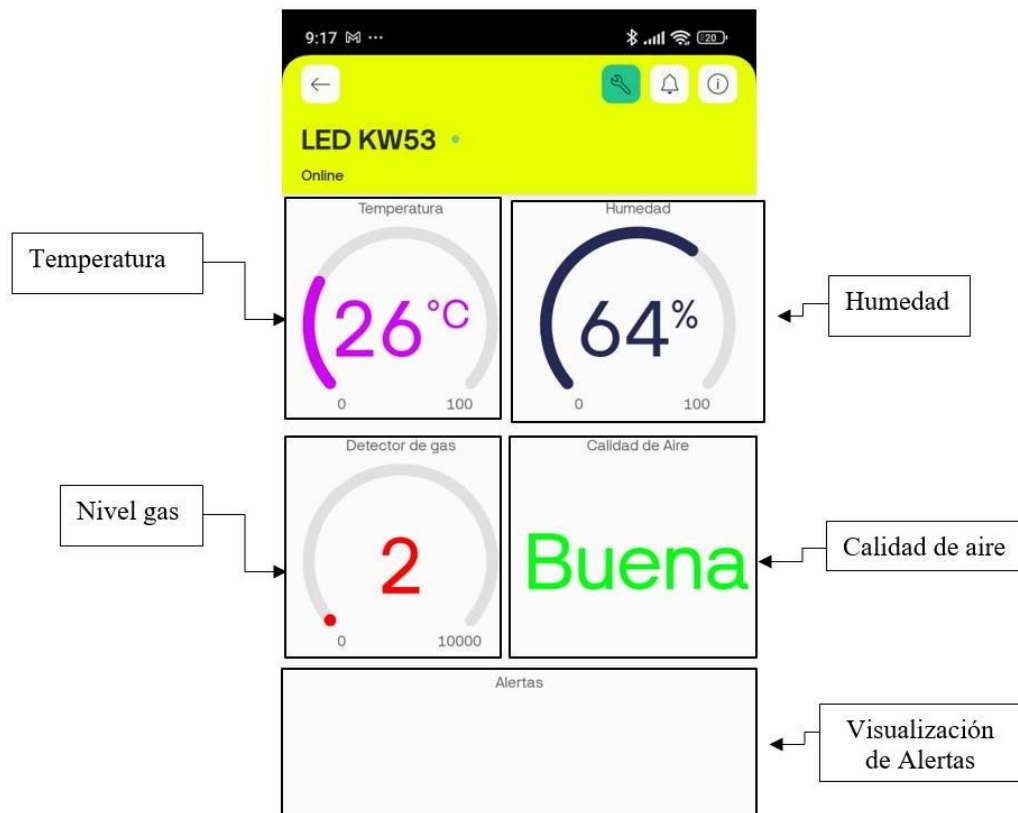 9:17 ...
20
LED KW53
Online
Temperatura
Humedad
Temperatura
26°C
0 100
64%
0 100
Humedad
Detector de gas
Calidad de Aire
Nivel gas
2
0 10000
Buena
Calidad de aire
Alertas
Visualización
de Alertas